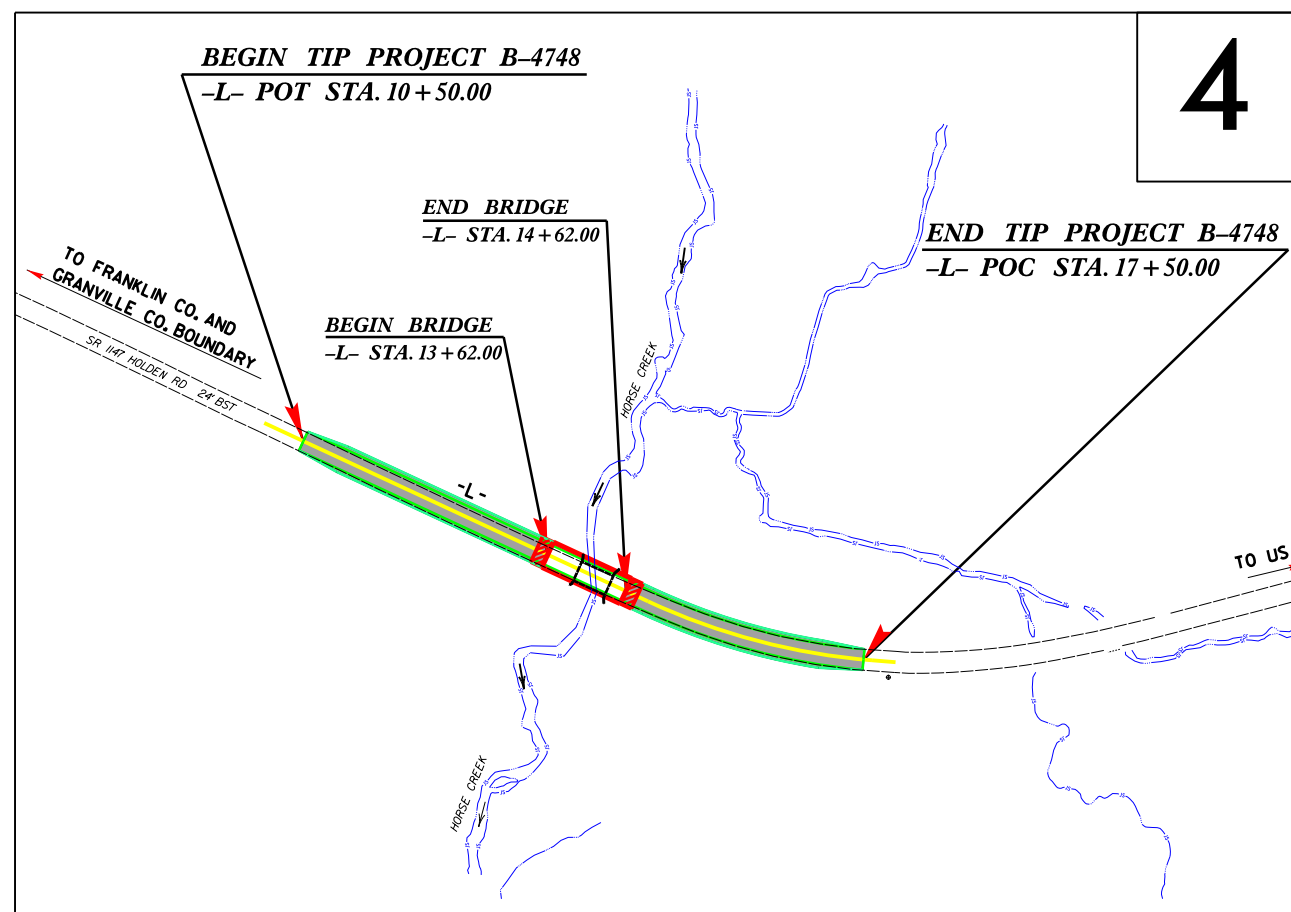 4
BEGIN TIP PROJECT B–4748
–L– POT STA. 10 + 50.00
END BRIDGE
–L– STA. 14 + 62.00
END TIP PROJECT B–4748
–L– POC STA. 17 + 50.00
TO FRANKLIN CO. AND
GRANVILLE CO. BOUNDARY
BEGIN BRIDGE
–L– STA. 13 + 62.00
SR 1147 HOLDEN RD 24' BST
HORSE CREEK
-L-
TO US
HORSE CREEK